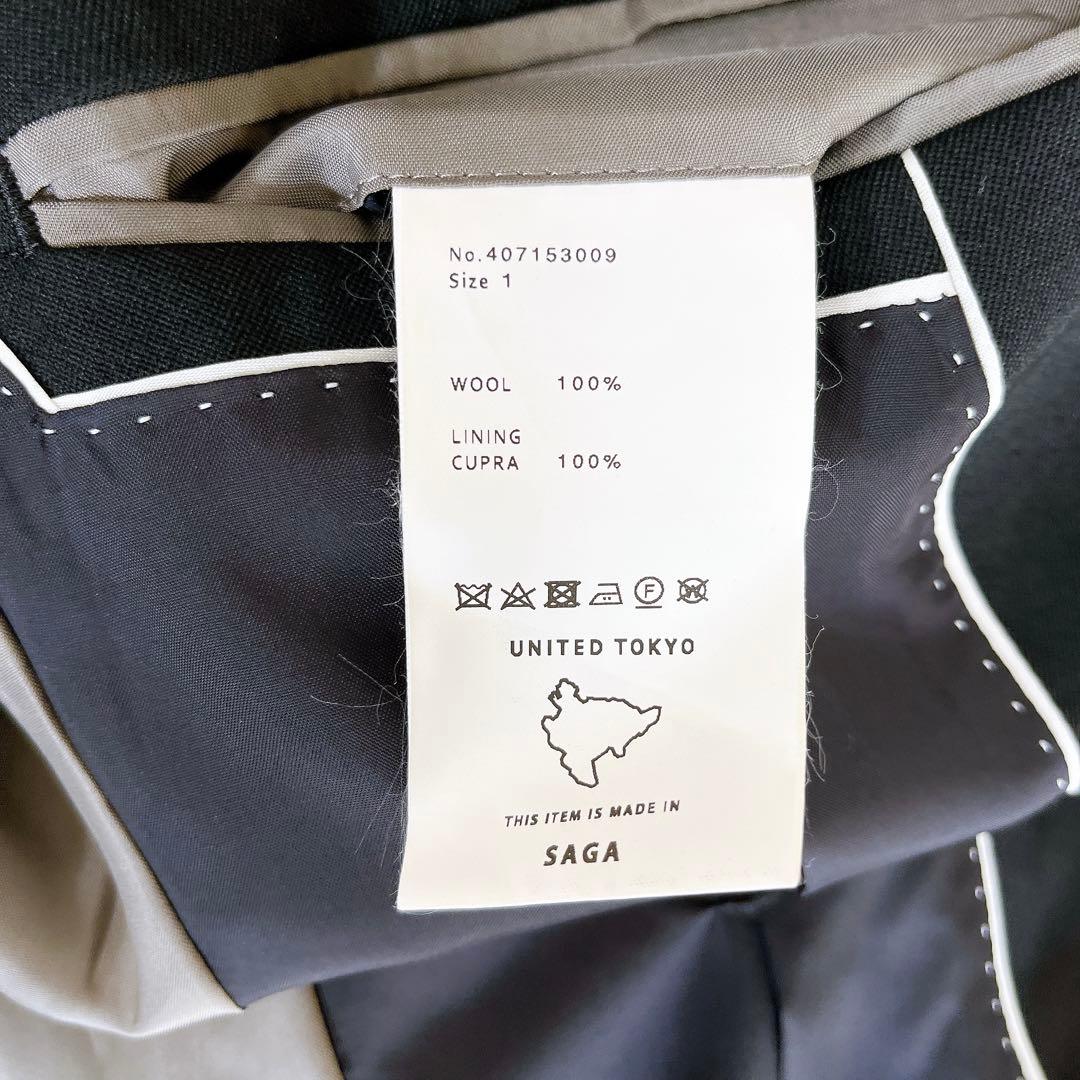 No.407153009
Size 1
WOOL 100%
LINING
CUPRA 100%
F
W
UNITED TOKYO
THIS ITEM IS MADE IN
SAGA